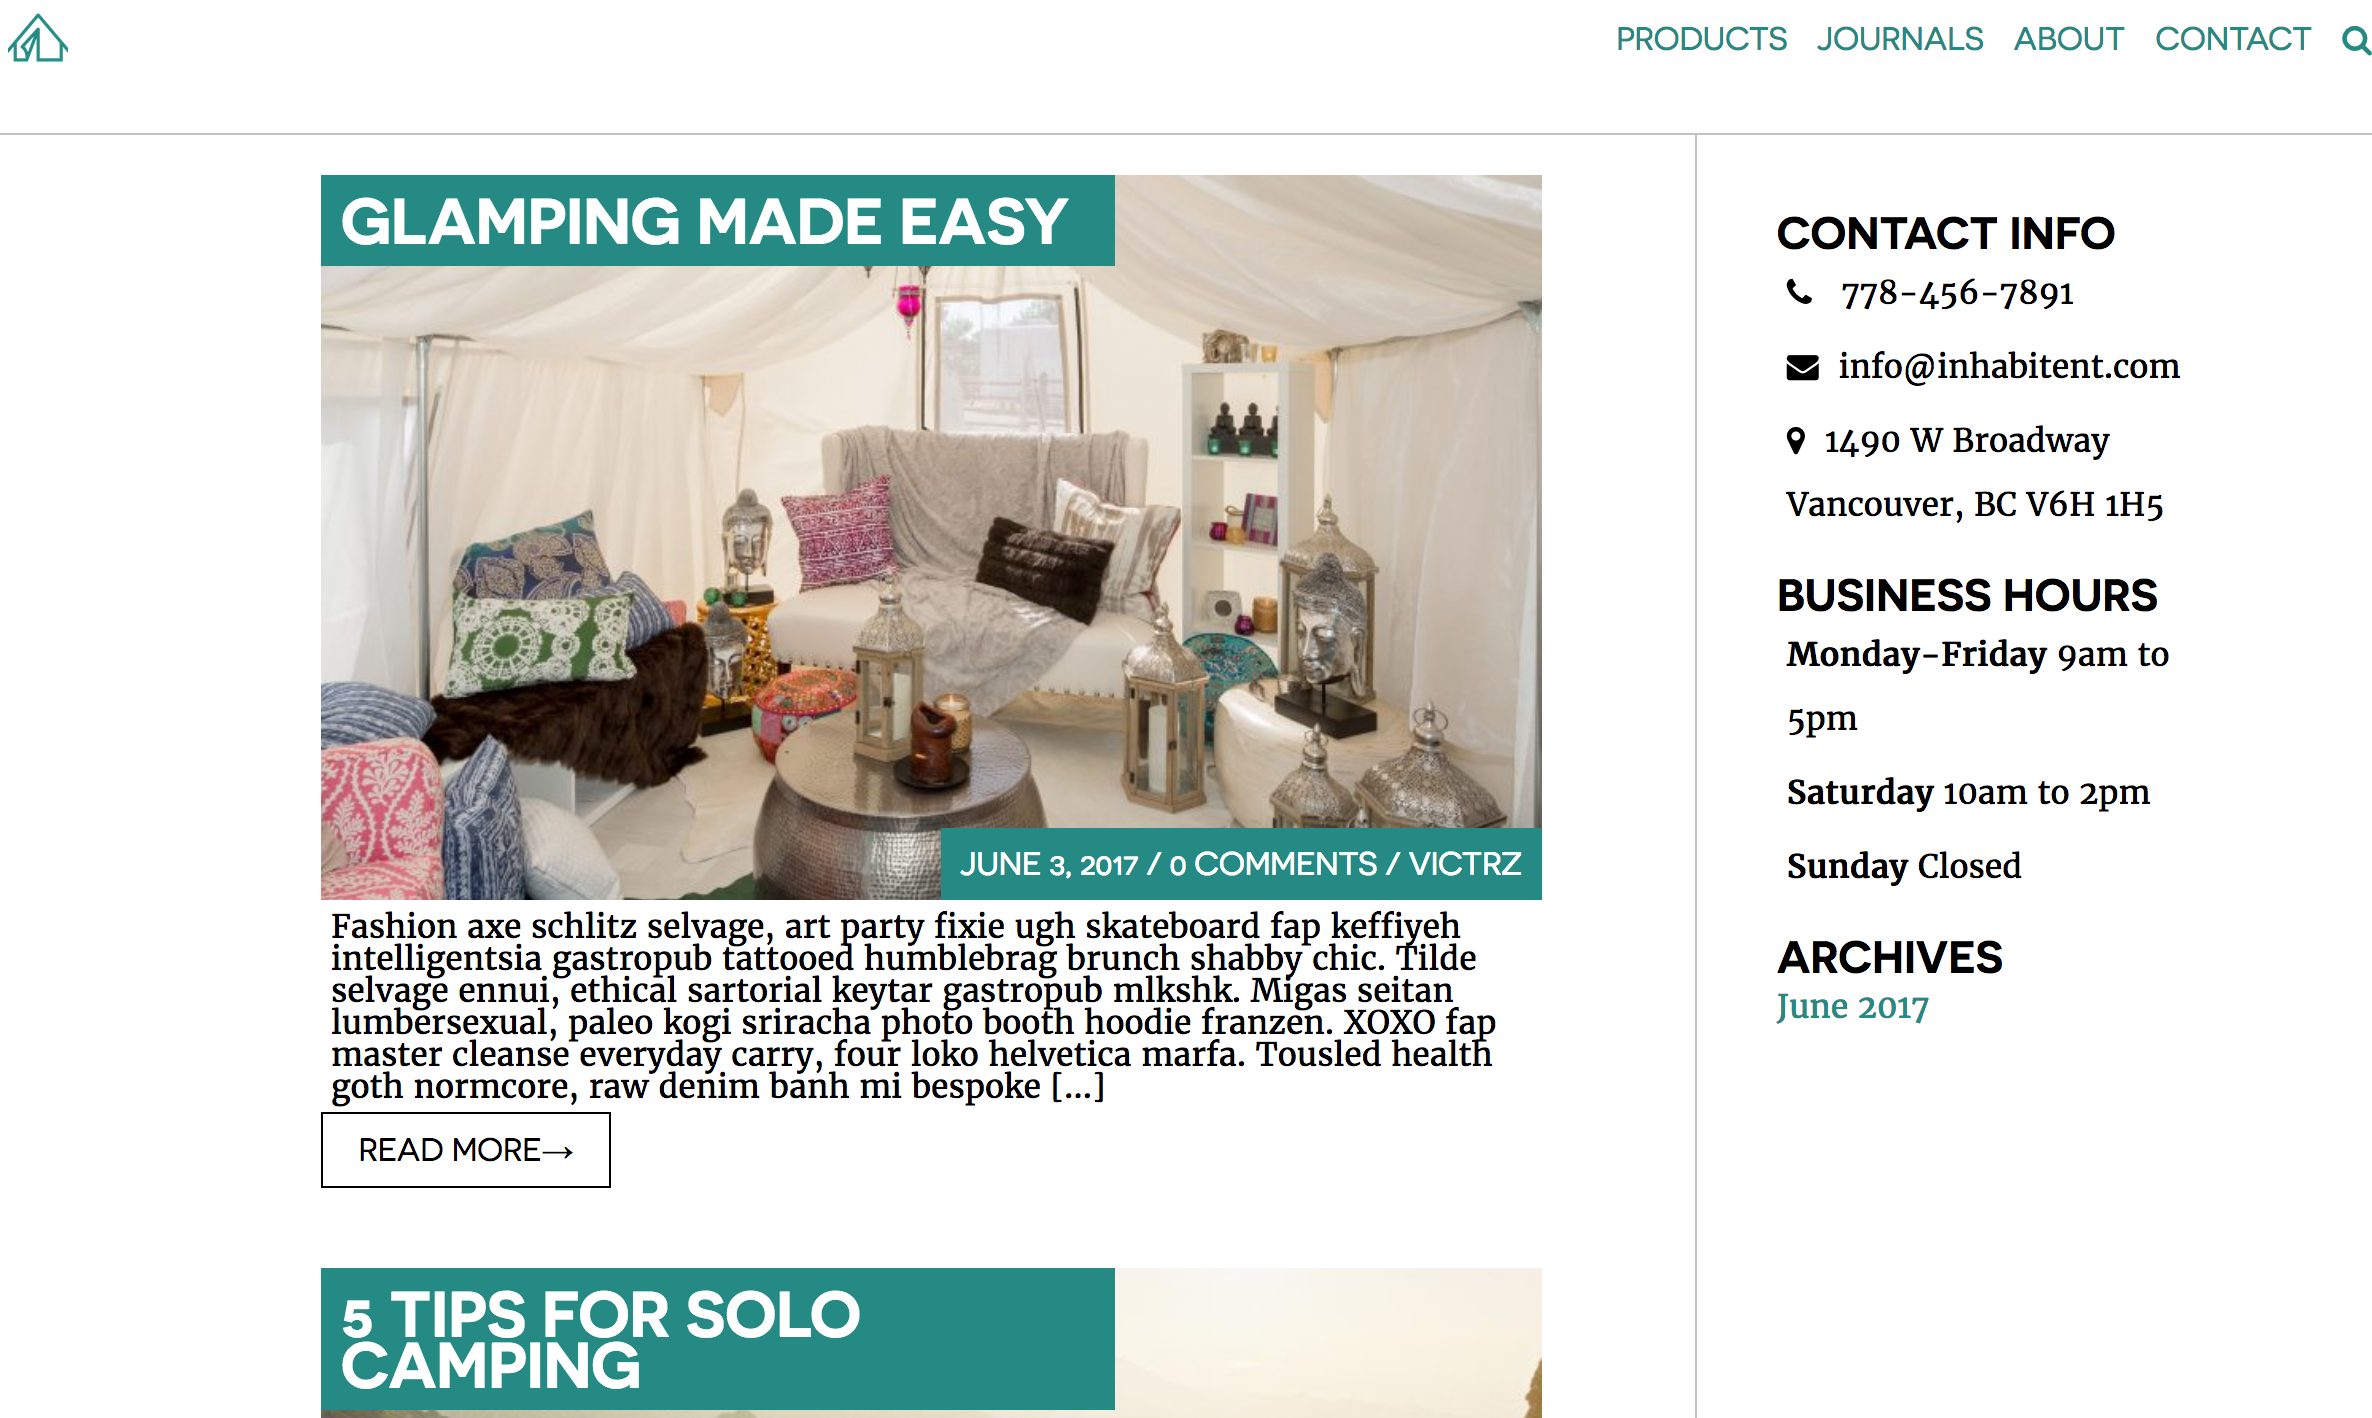 PRODUCTS JOURNALS ABOUT CONTACT
GLAMPING MADE EASY
JUNE 3, 2017 / 0 COMMENTS / VICTRZ
Fashion axe schlitz selvage, art party fixie ugh skateboard fap keffiyeh
intelligentsia gastropub tattooed humblebrag brunch shabby chic. Tilde
selvage ennui, ethical sartorial keytar gastropub mlkshk. Migas seitan
lumbersexual, paleo kogi sriracha photo booth hoodie franzen. XOXO fap
master cleanse everyday carry, four loko helvetica marfa. Tousled health
goth normcore, raw denim banh mi bespoke [...]
READ MORE→
5 TIPS FOR SOLO
CAMPING
CONTACT INFO
778-456-7891
info@inhabitent.com
1490 W Broadway
Vancouver, BC V6H 1H5
BUSINESS HOURS
Monday-Friday 9am to
5pm
Saturday 10am to 2pm
Sunday Closed
ARCHIVES
June 2017